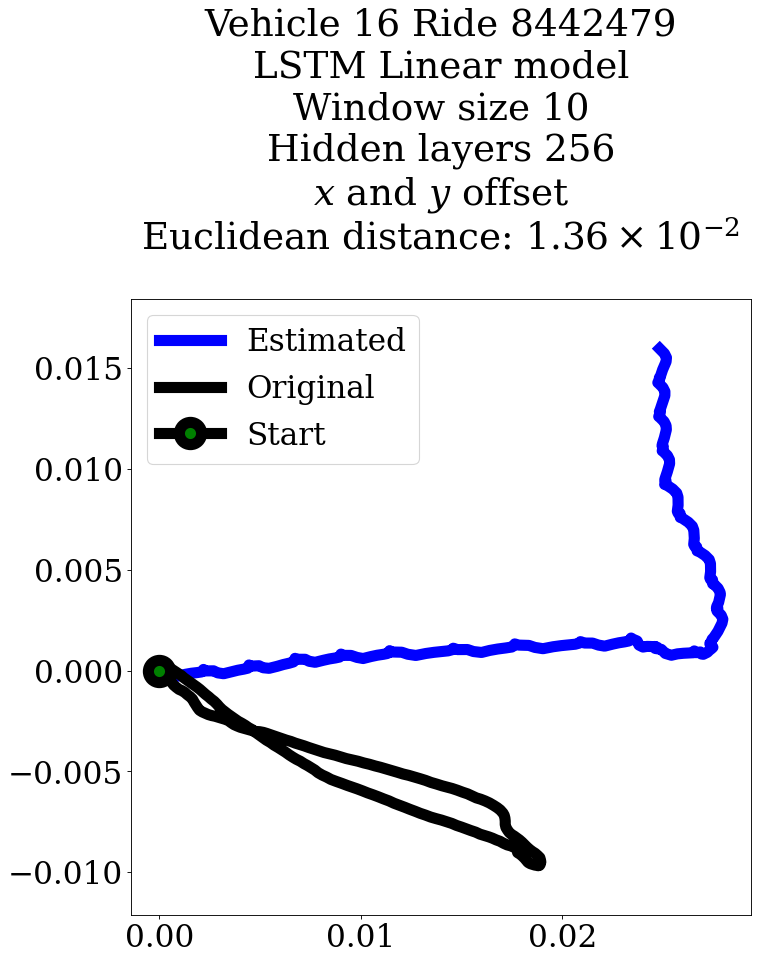 Vehicle 16 Ride 8442479
LSTM Linear model
Window size 10
Hidden layers 256
x and y offset
Euclidean distance: 1.36 × 10⁻²
Estimated
Original
Start
0.015
0.010
0.005
0.000
−0.005
−0.010
0.00 0.01 0.02